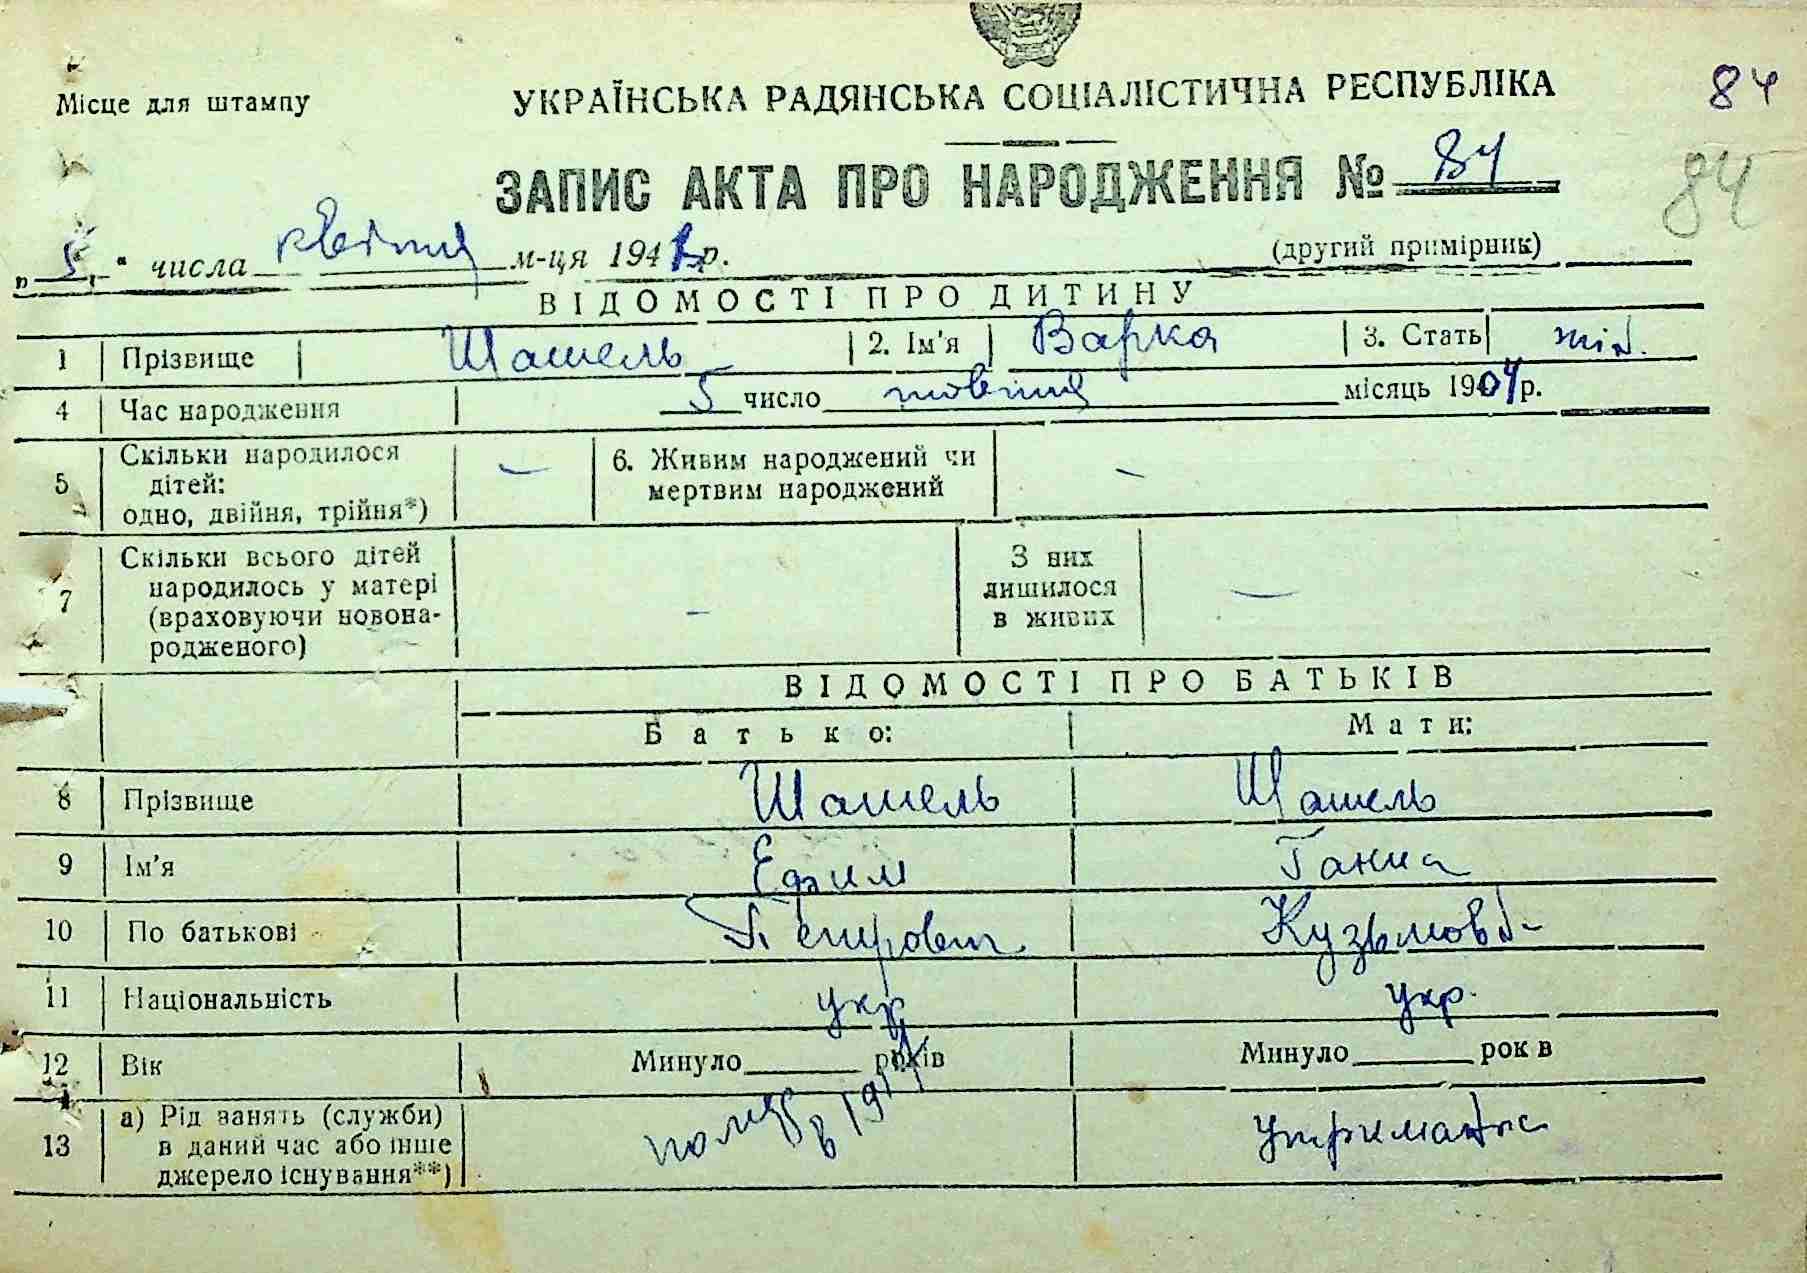 84
Місце для штампу
УКРАЇНСЬКА РАДЯНСЬКА СОЦІАЛІСТИЧНА РЕСПУБЛІКА
ЗАПИС АКТА ПРО НАРОДЖЕННЯ № 84
84
„ 5 " числа квітня м-ця 194 р.
(другий примірник)
ВІДОМОСТІ ПРО ДИТИНУ
1 Прізвище Шашель 2. Ім'я Варка 3. Стать жін.
4 Час народження 5 число жовтня місяць 1904 р.
5 Скільки народилося дітей: одно, двійня, трійня*) — 6. Живим народжений чи мертвим народжений —
7 Скільки всього дітей народилось у матері (враховуючи новонародженого) — З них лишилося в живих —
ВІДОМОСТІ ПРО БАТЬКІВ
Батько: Мати:
8 Прізвище Шашель Шашель
9 Ім'я Ефим Ганна
10 По батькові Петрович Кузьмовна
11 Національність укр укр.
12 Вік Минуло років Минуло рок в
13 а) Рід занять (служби) в даний час або інше джерело існування**) в утриманка